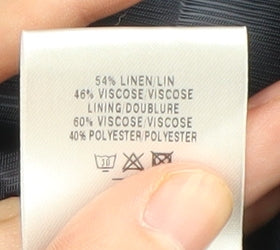 54% LINEN/LIN
46% VISCOSE/VISCOSE
LINING/DOUBLURE
60% VISCOSE/VISCOSE
40% POLYESTER/POLYESTER
30